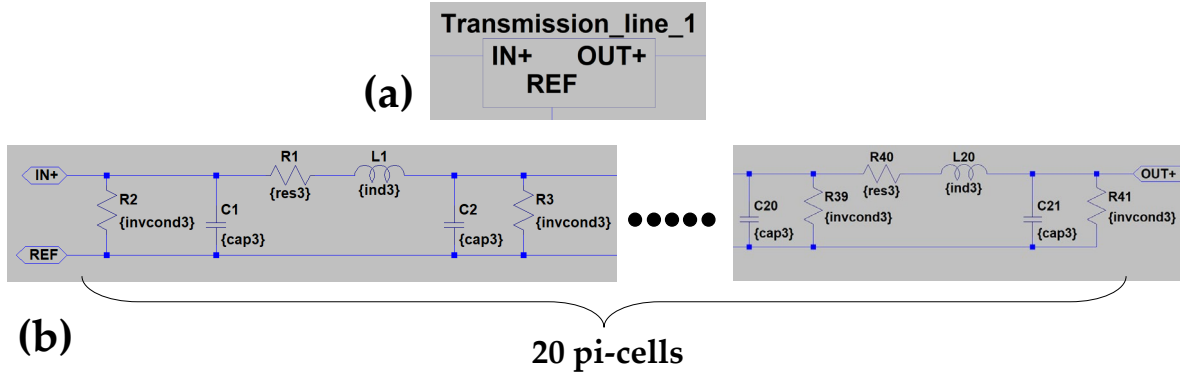 Transmission_line_1
IN+ OUT+
REF
(a)
IN+
R2
{invcond3}
C1
{cap3}
R1
{res3}
L1
{ind3}
C2
{cap3}
R3
{invcond3}
REF
C20
{cap3}
R39
{invcond3}
R40
{res3}
L20
{ind3}
C21
{cap3}
R41
{invcond3}
OUT+
(b)
20 pi-cells